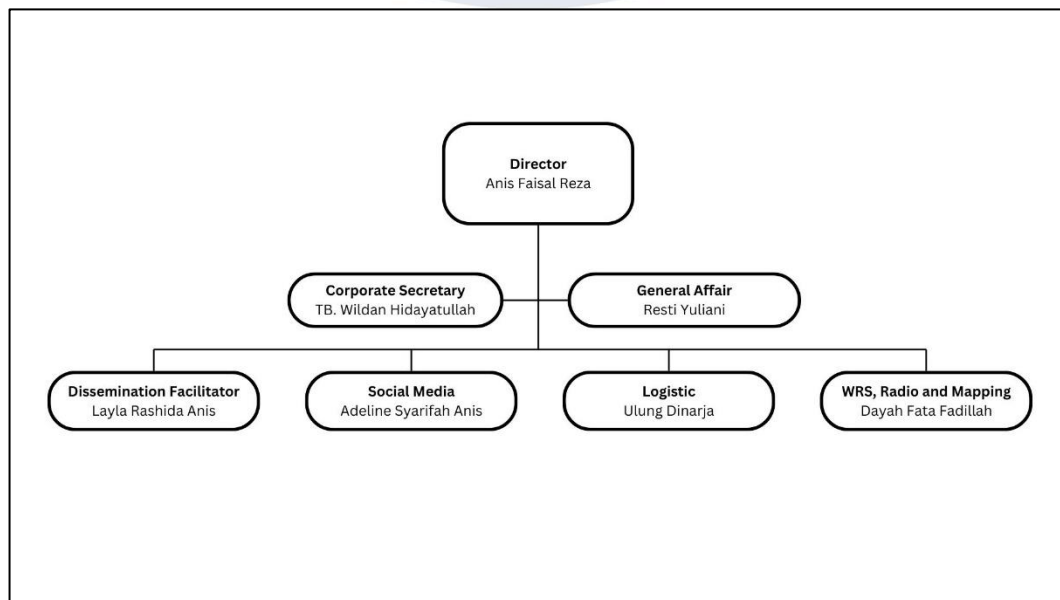 Director
Anis Faisal Reza
Corporate Secretary
TB. Wildan Hidayatullah
General Affair
Resti Yuliani
Dissemination Facilitator
Layla Rashida Anis
Social Media
Adeline Syarifah Anis
Logistic
Ulung Dinarja
WRS, Radio and Mapping
Dayah Fata Fadillah